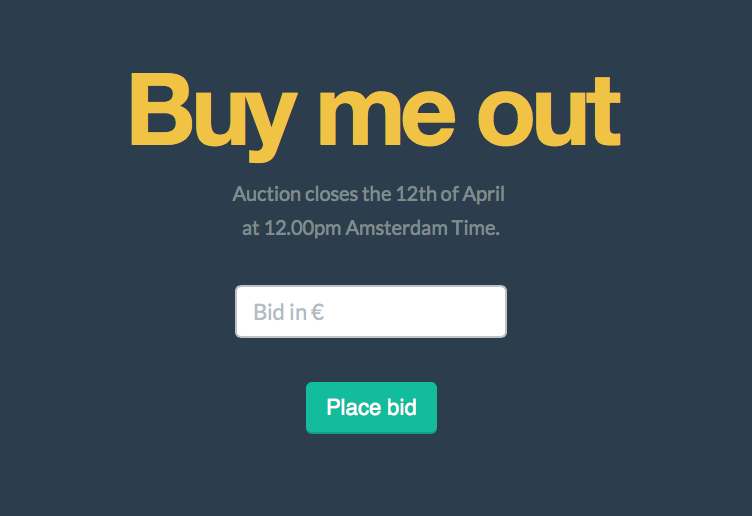 Buy me out
Auction closes the 12th of April
at 12.00pm Amsterdam Time.
Bid in €
Place bid